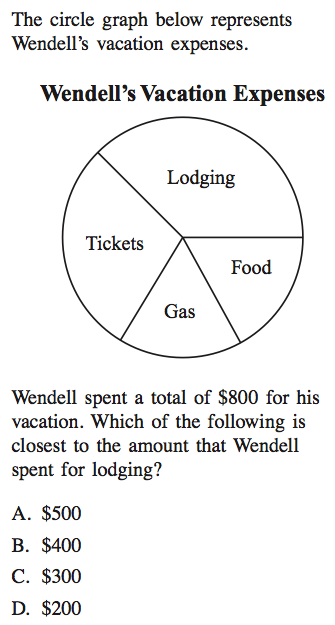 The circle graph below represents
Wendell’s vacation expenses.
Wendell’s Vacation Expenses
Lodging
Tickets
Food
Gas
Wendell spent a total of $800 for his
vacation. Which of the following is
closest to the amount that Wendell
spent for lodging?
A. $500
B. $400
C. $300
D. $200